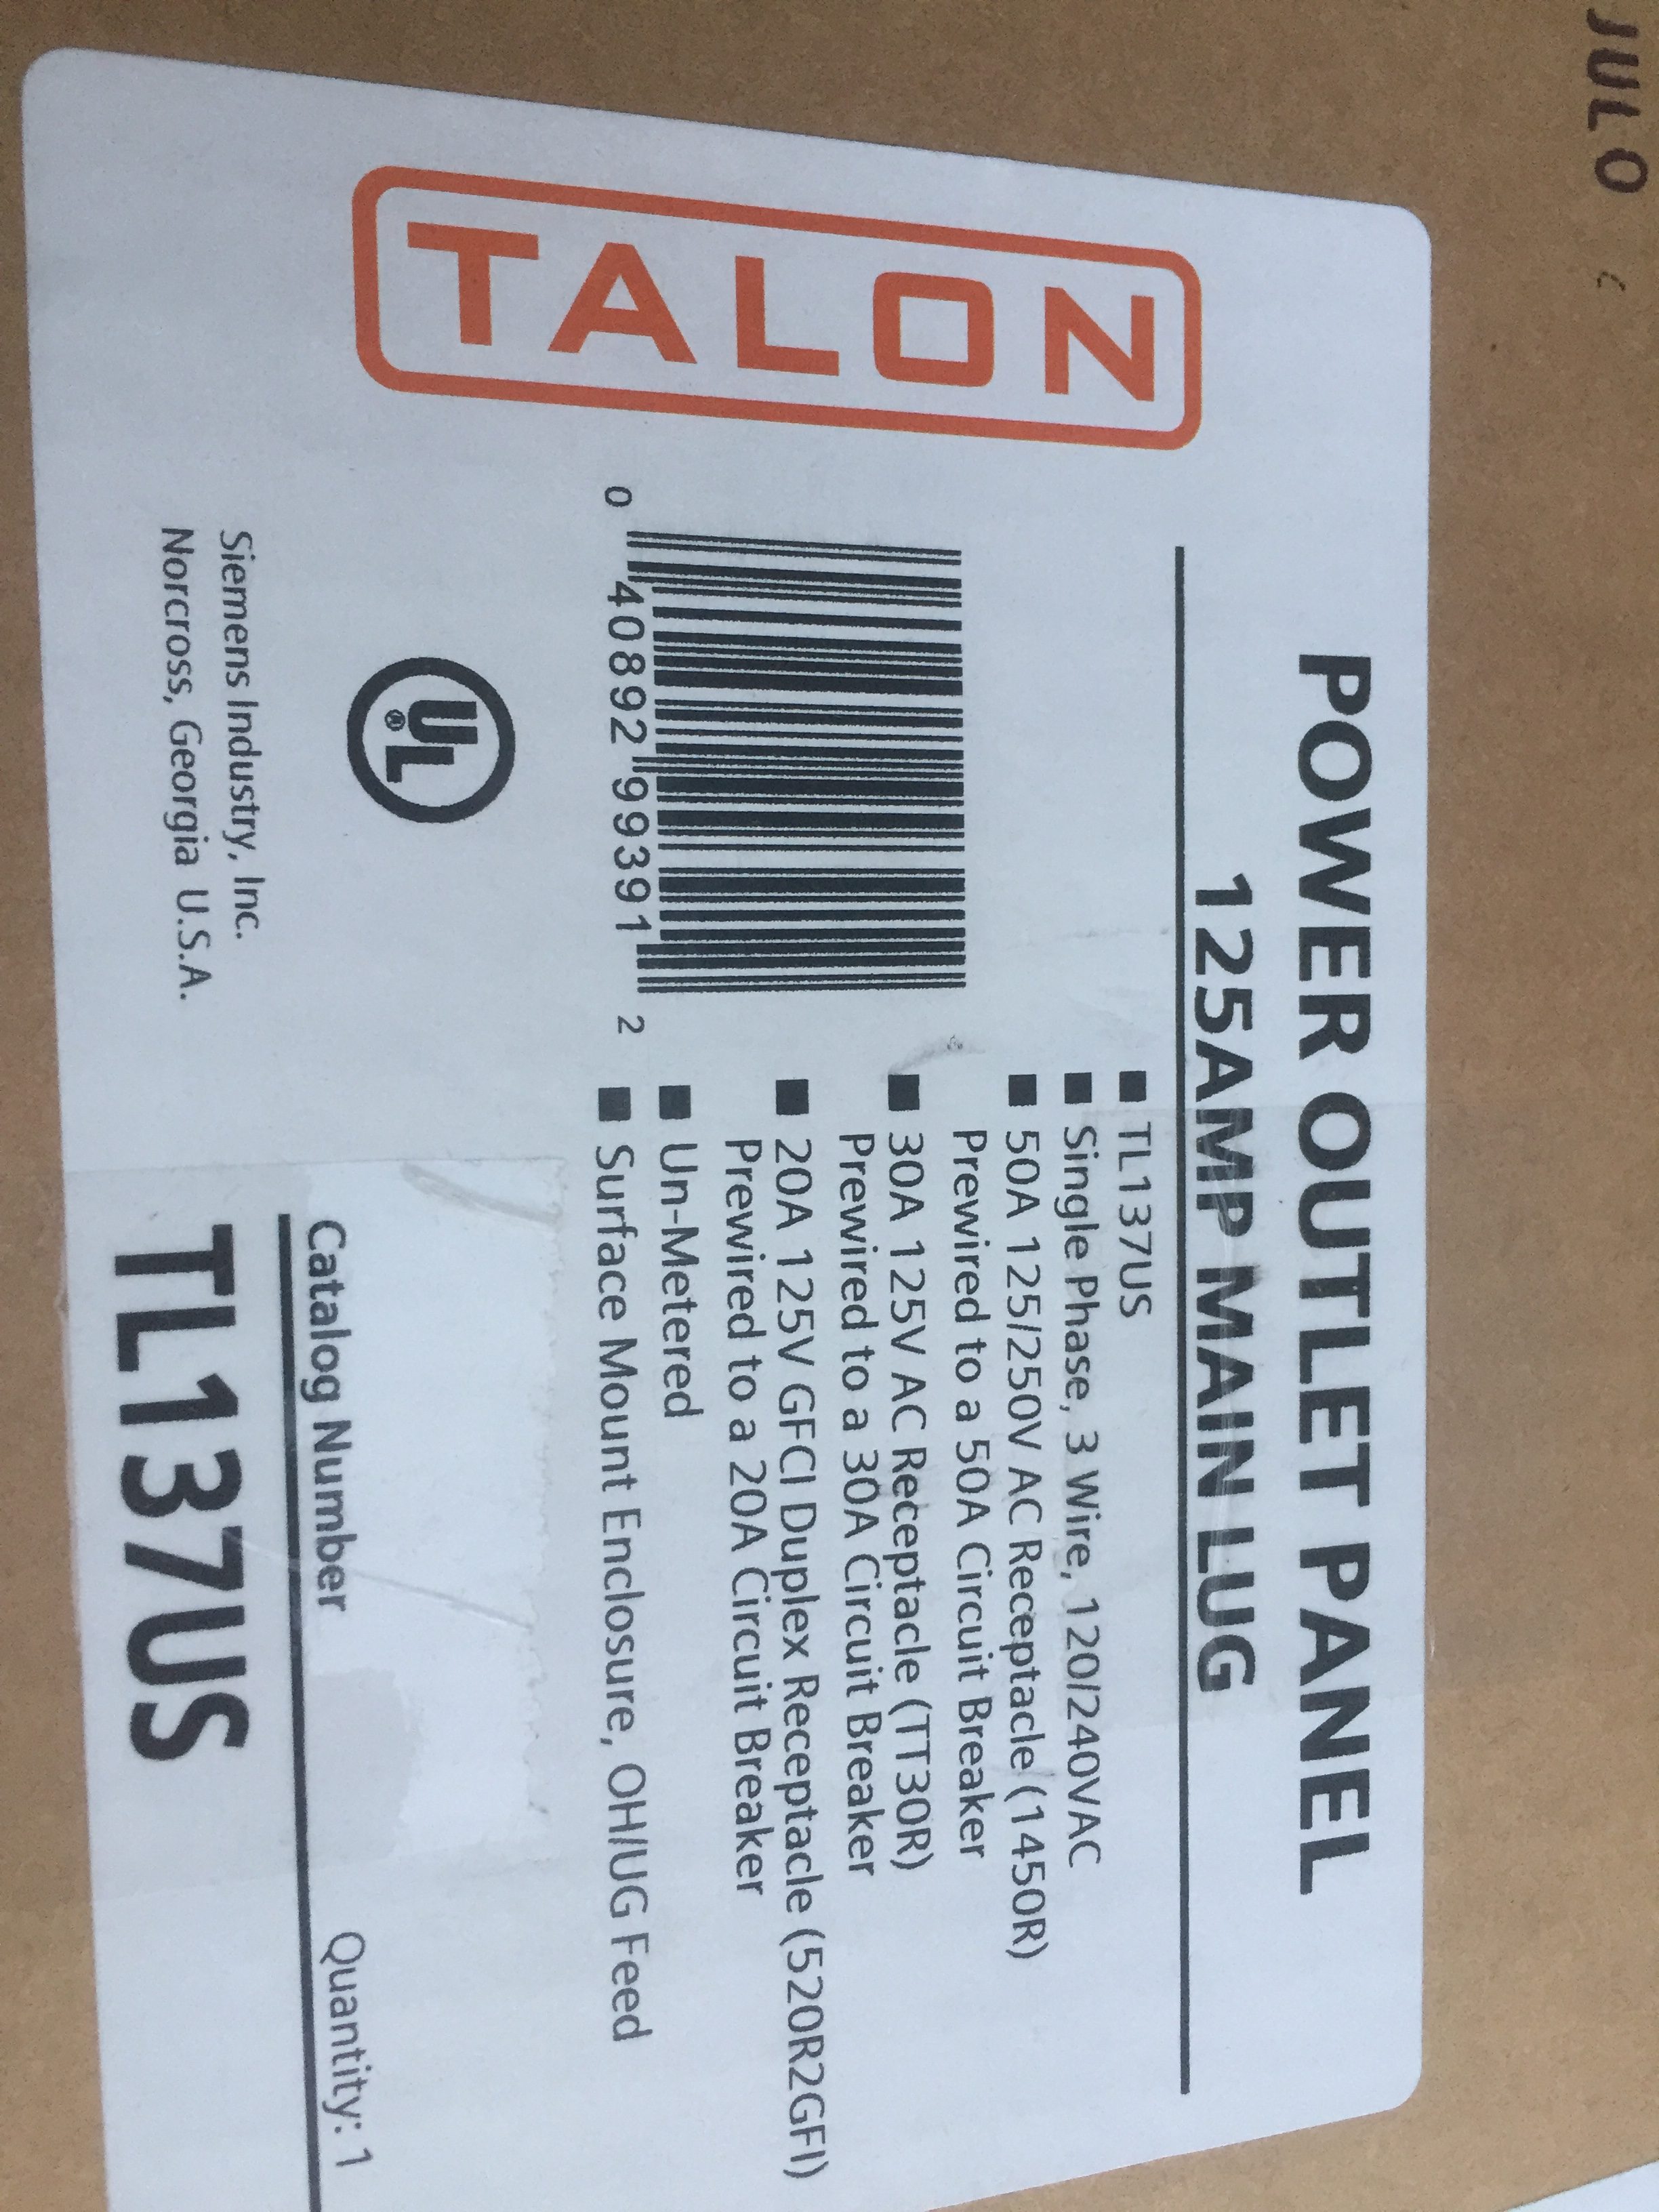 JUL 0
TALON
POWER OUTLET PANEL
125AMP MAIN LUG
■ TL137US
■ Single Phase, 3 Wire, 120/240VAC
■ 50A 125/250V AC Receptacle (1450R)
Prewired to a 50A Circuit Breaker
■ 30A 125V AC Receptacle (TT30R)
Prewired to a 30A Circuit Breaker
■ 20A 125V GFCI Duplex Receptacle (520R2GFI)
Prewired to a 20A Circuit Breaker
■ Un-Metered
■ Surface Mount Enclosure, OH/UG Feed
0 40892 99391 2
UL®
Siemens Industry, Inc.
Norcross, Georgia U.S.A.
Catalog Number
Quantity: 1
TL137US